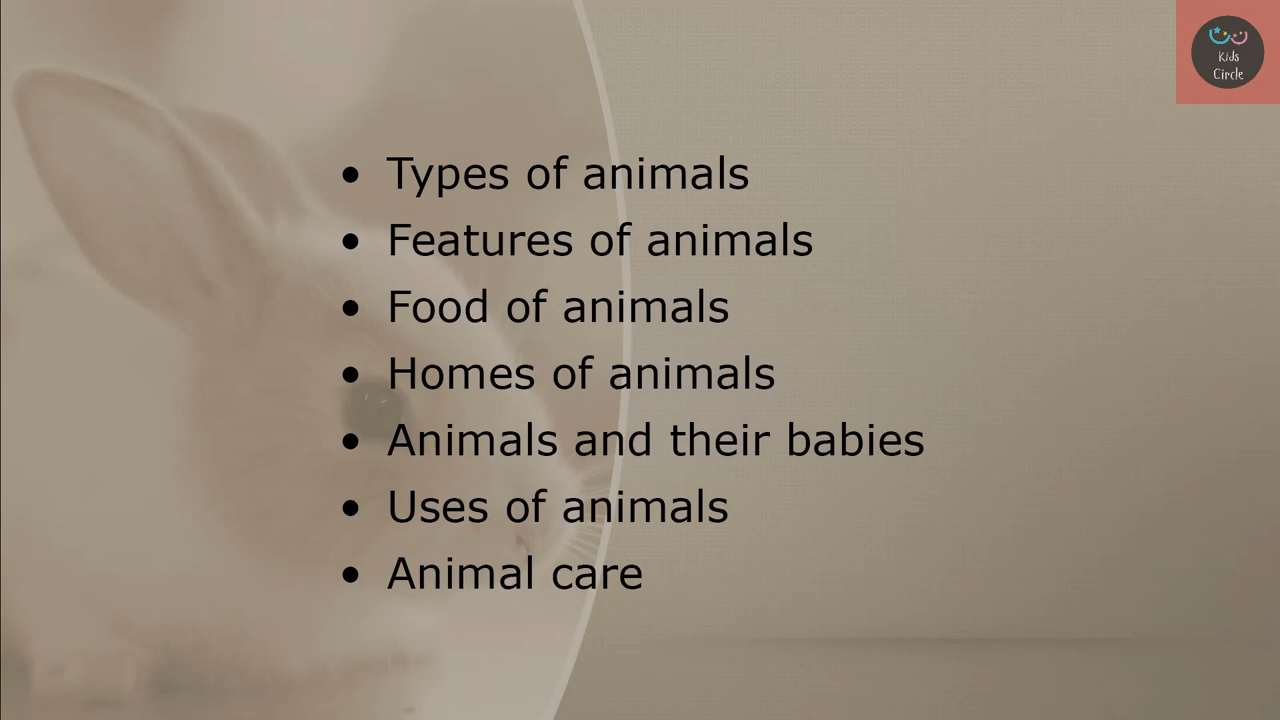 Kids
Circle
• Types of animals
• Features of animals
• Food of animals
• Homes of animals
• Animals and their babies
• Uses of animals
• Animal care